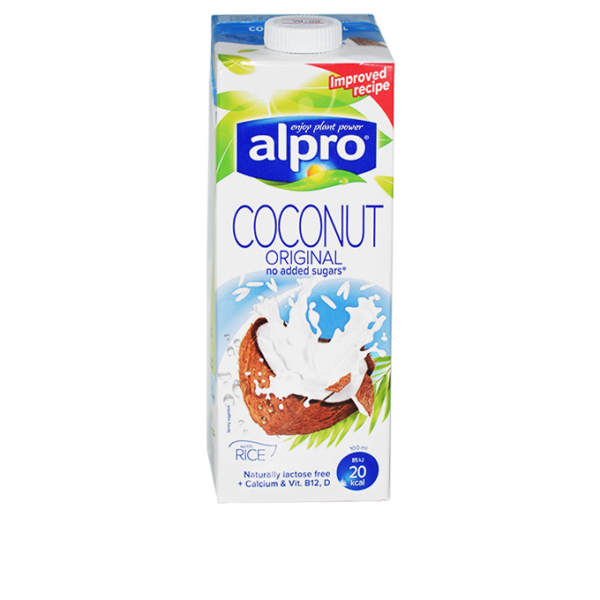 Improved
recipe
enjoy plant power
alpro®
COCONUT
ORIGINAL
no added sugars*
with
RICE
100 ml
85 kJ
20
kcal
Naturally lactose free
+ Calcium & Vit. B12, D